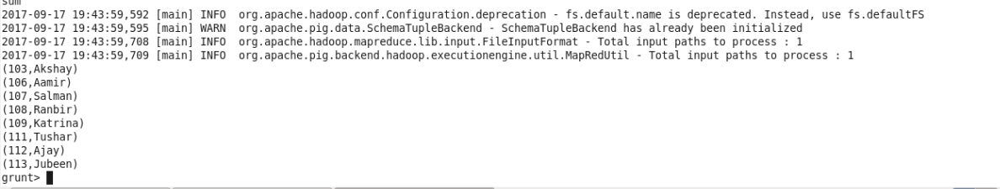 sum
2017-09-17 19:43:59,592 [main] INFO  org.apache.hadoop.conf.Configuration.deprecation - fs.default.name is deprecated. Instead, use fs.defaultFS
2017-09-17 19:43:59,595 [main] WARN  org.apache.pig.data.SchemaTupleBackend - SchemaTupleBackend has already been initialized
2017-09-17 19:43:59,708 [main] INFO  org.apache.hadoop.mapreduce.lib.input.FileInputFormat - Total input paths to process : 1
2017-09-17 19:43:59,709 [main] INFO  org.apache.pig.backend.hadoop.executionengine.util.MapRedUtil - Total input paths to process : 1
(103,Akshay)
(106,Aamir)
(107,Salman)
(108,Ranbir)
(109,Katrina)
(111,Tushar)
(112,Ajay)
(113,Jubeen)
grunt>